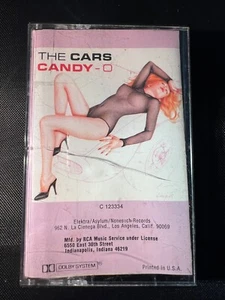 THE CARS
CANDY-O
C 123334
Elektra/Asylum/Nonesuch Records
962 N. La Cienega Blvd., Los Angeles, Calif. 90069
Mfd. by RCA Music Service under License
6550 East 30th Street
Indianapolis, Indiana 46219
DOLBY SYSTEM
Printed in U.S.A.